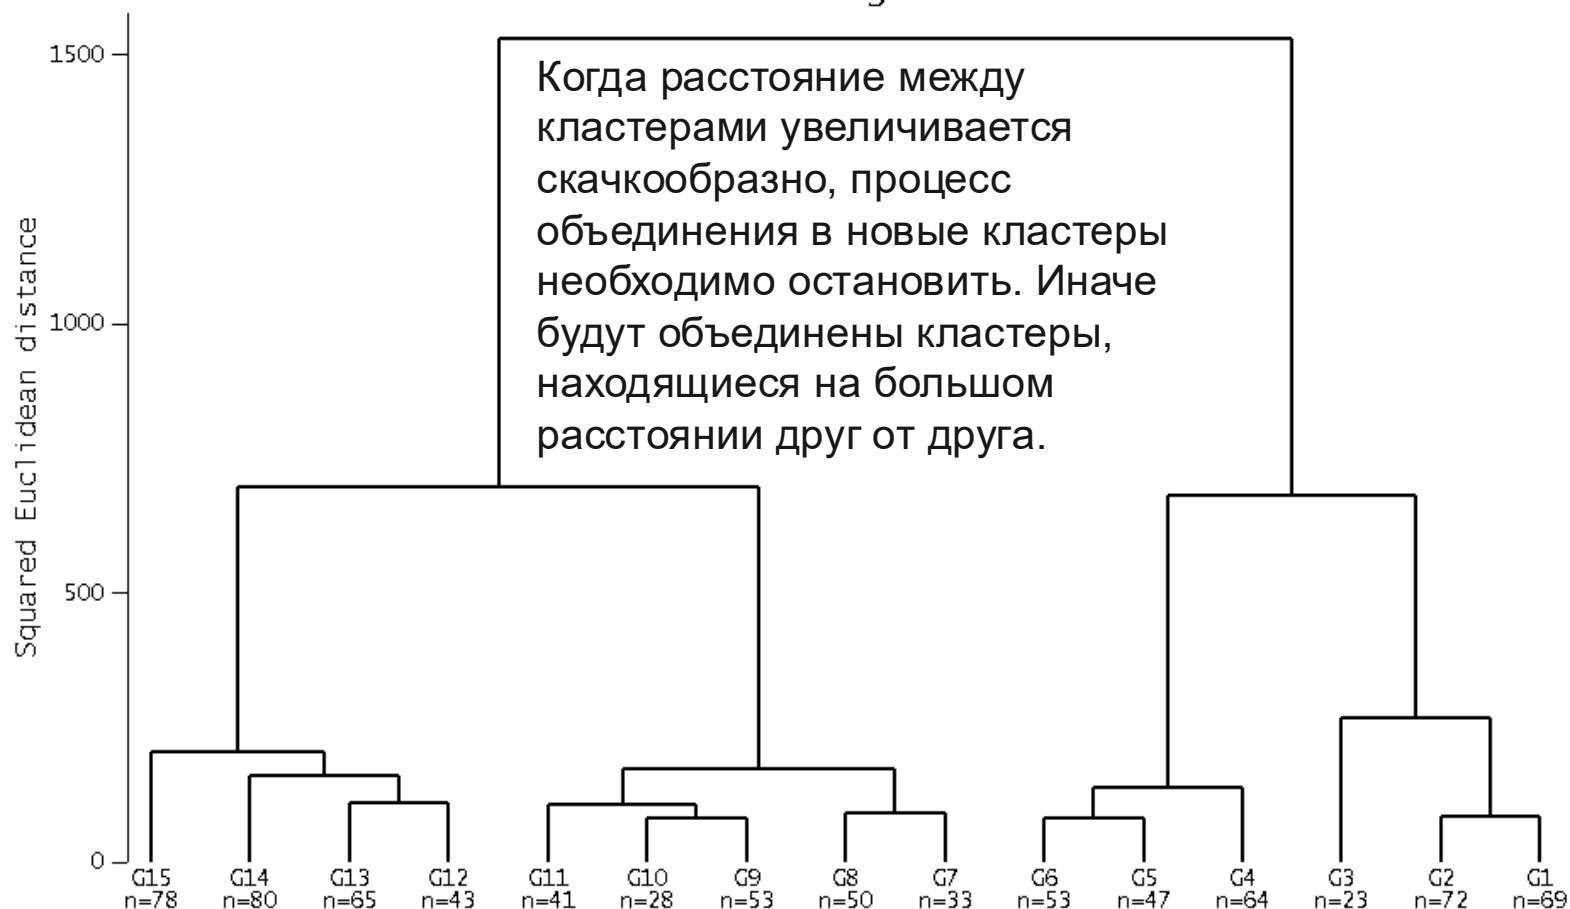 1500
Когда расстояние между
кластерами увеличивается
скачкообразно, процесс
объединения в новые кластеры
необходимо остановить. Иначе
будут объединены кластеры,
находящиеся на большом
расстоянии друг от друга.
1000
500
0
Squared Euclidean distance
G15 G14 G13 G12 G11 G10 G9 G8 G7 G6 G5 G4 G3 G2 G1
n=78 n=80 n=65 n=43 n=41 n=28 n=53 n=50 n=33 n=53 n=47 n=64 n=23 n=72 n=69